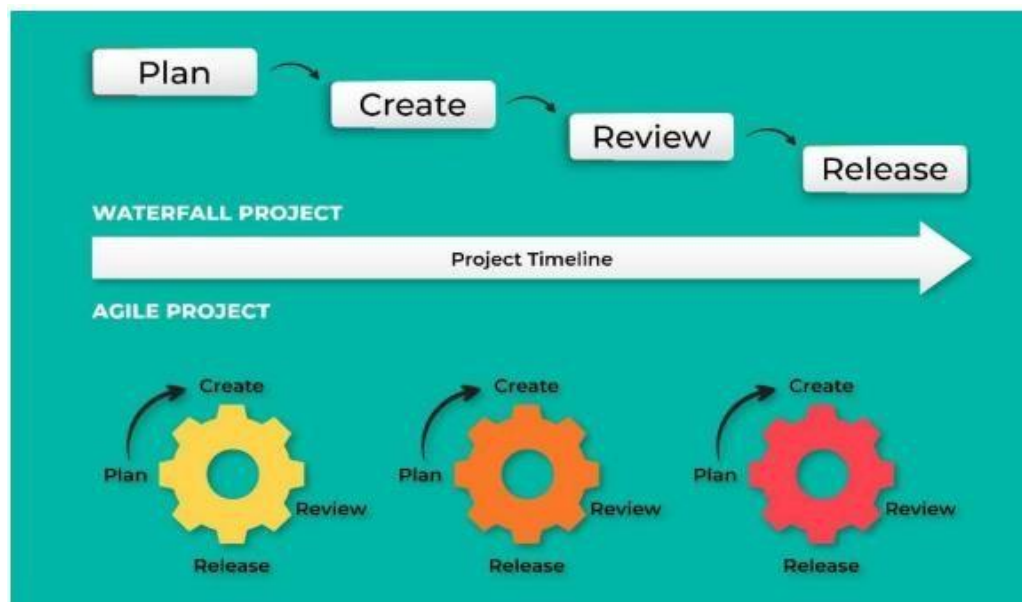 Plan
Create
Review
Release
WATERFALL PROJECT
Project Timeline
AGILE PROJECT
Create
Plan
Review
Release
Create
Plan
Review
Release
Create
Plan
Review
Release